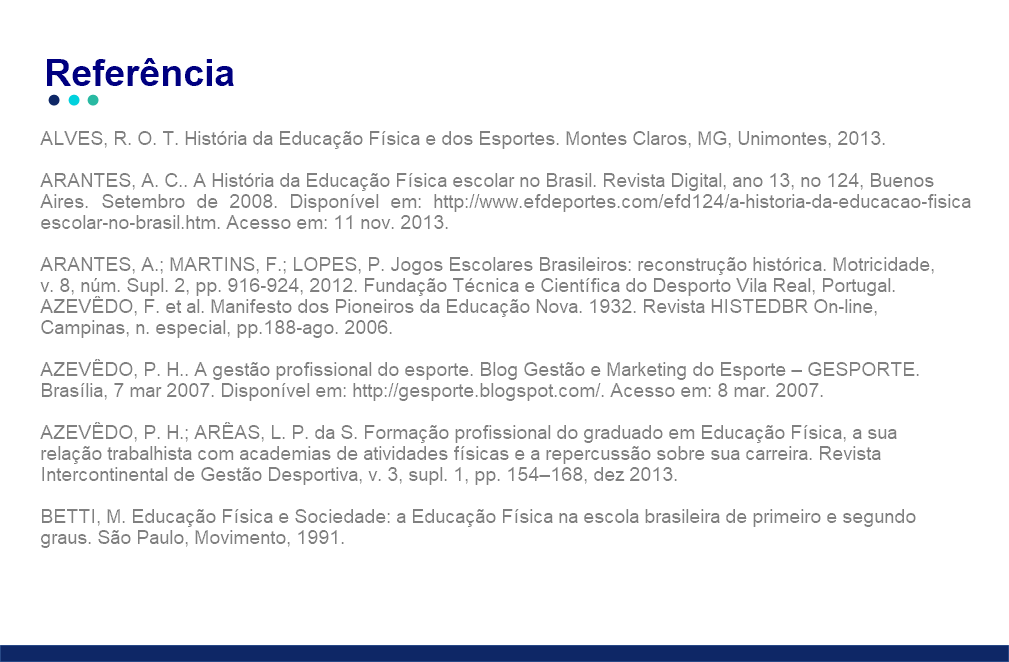 Referência
ALVES, R. O. T. História da Educação Física e dos Esportes. Montes Claros, MG, Unimontes, 2013.
ARANTES, A. C.. A História da Educação Física escolar no Brasil. Revista Digital, ano 13, no 124, Buenos
Aires. Setembro de 2008. Disponível em: http://www.efdeportes.com/efd124/a-historia-da-educacao-fisica
escolar-no-brasil.htm. Acesso em: 11 nov. 2013.
ARANTES, A.; MARTINS, F.; LOPES, P. Jogos Escolares Brasileiros: reconstrução histórica. Motricidade,
v. 8, núm. Supl. 2, pp. 916-924, 2012. Fundação Técnica e Científica do Desporto Vila Real, Portugal.
AZEVÊDO, F. et al. Manifesto dos Pioneiros da Educação Nova. 1932. Revista HISTEDBR On-line,
Campinas, n. especial, pp.188-ago. 2006.
AZEVÊDO, P. H.. A gestão profissional do esporte. Blog Gestão e Marketing do Esporte – GESPORTE.
Brasília, 7 mar 2007. Disponível em: http://gesporte.blogspot.com/. Acesso em: 8 mar. 2007.
AZEVÊDO, P. H.; ARÊAS, L. P. da S. Formação profissional do graduado em Educação Física, a sua
relação trabalhista com academias de atividades físicas e a repercussão sobre sua carreira. Revista
Intercontinental de Gestão Desportiva, v. 3, supl. 1, pp. 154–168, dez 2013.
BETTI, M. Educação Física e Sociedade: a Educação Física na escola brasileira de primeiro e segundo
graus. São Paulo, Movimento, 1991.